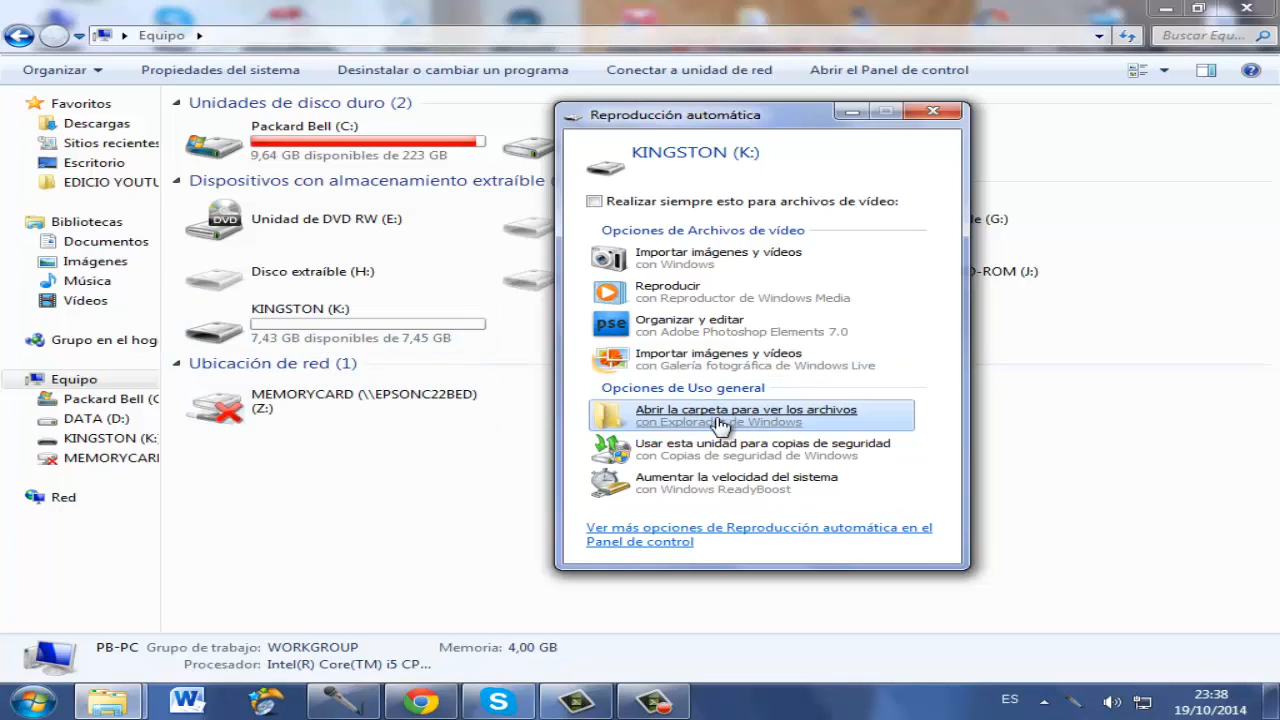 Equipo
Buscar Equ...
Organizar
Propiedades del sistema
Desinstalar o cambiar un programa
Conectar a unidad de red
Abrir el Panel de control
Favoritos
Descargas
Sitios recientes
Escritorio
EDICIO YOUTU
Bibliotecas
Documentos
Imágenes
Música
Vídeos
Grupo en el hog
Equipo
Packard Bell (C
DATA (D:)
KINGSTON (K:
MEMORYCARI
Red
Unidades de disco duro (2)
Packard Bell (C:)
9,64 GB disponibles de 223 GB
Dispositivos con almacenamiento extraíble (
Unidad de DVD RW (E:)
Disco extraíble (H:)
KINGSTON (K:)
7,43 GB disponibles de 7,45 GB
Ubicación de red (1)
MEMORYCARD (\\EPSONC22BED)
(Z:)
le (G:)
D-ROM (J:)
Reproducción automática
KINGSTON (K:)
Realizar siempre esto para archivos de vídeo:
Opciones de Archivos de vídeo
Importar imágenes y vídeos
con Windows
Reproducir
con Reproductor de Windows Media
pse
Organizar y editar
con Adobe Photoshop Elements 7.0
Importar imágenes y vídeos
con Galería fotográfica de Windows Live
Opciones de Uso general
Abrir la carpeta para ver los archivos
con Explorador de Windows
Usar esta unidad para copias de seguridad
con Copias de seguridad de Windows
Aumentar la velocidad del sistema
con Windows ReadyBoost
Ver más opciones de Reproducción automática en el
Panel de control
PB-PC Grupo de trabajo: WORKGROUP Memoria: 4,00 GB
Procesador: Intel(R) Core(TM) i5 CP...
ES
23:38
19/10/2014
DVD